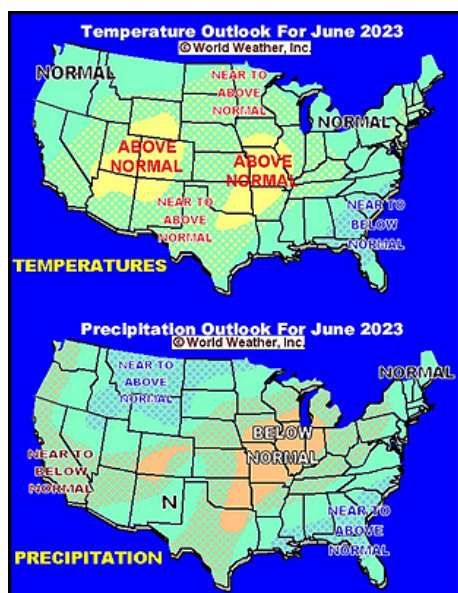 Temperature Outlook For June 2023
© World Weather, Inc.
NORMAL
NEAR TO
ABOVE
NORMAL
NORMAL
ABOVE
NORMAL
ABOVE
NORMAL
NEAR TO
ABOVE
NORMAL
NEAR TO
BELOW
NORMAL
TEMPERATURES
Precipitation Outlook For June 2023
© World Weather, Inc.
NEAR TO
ABOVE
NORMAL
NORMAL
BELOW
NORMAL
NEAR TO
BELOW
NORMAL
N
NEAR TO
ABOVE
NORMAL
PRECIPITATION